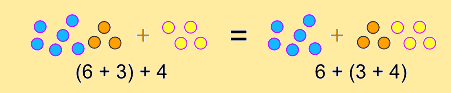 + = +
(6 + 3) + 4 6 + (3 + 4)